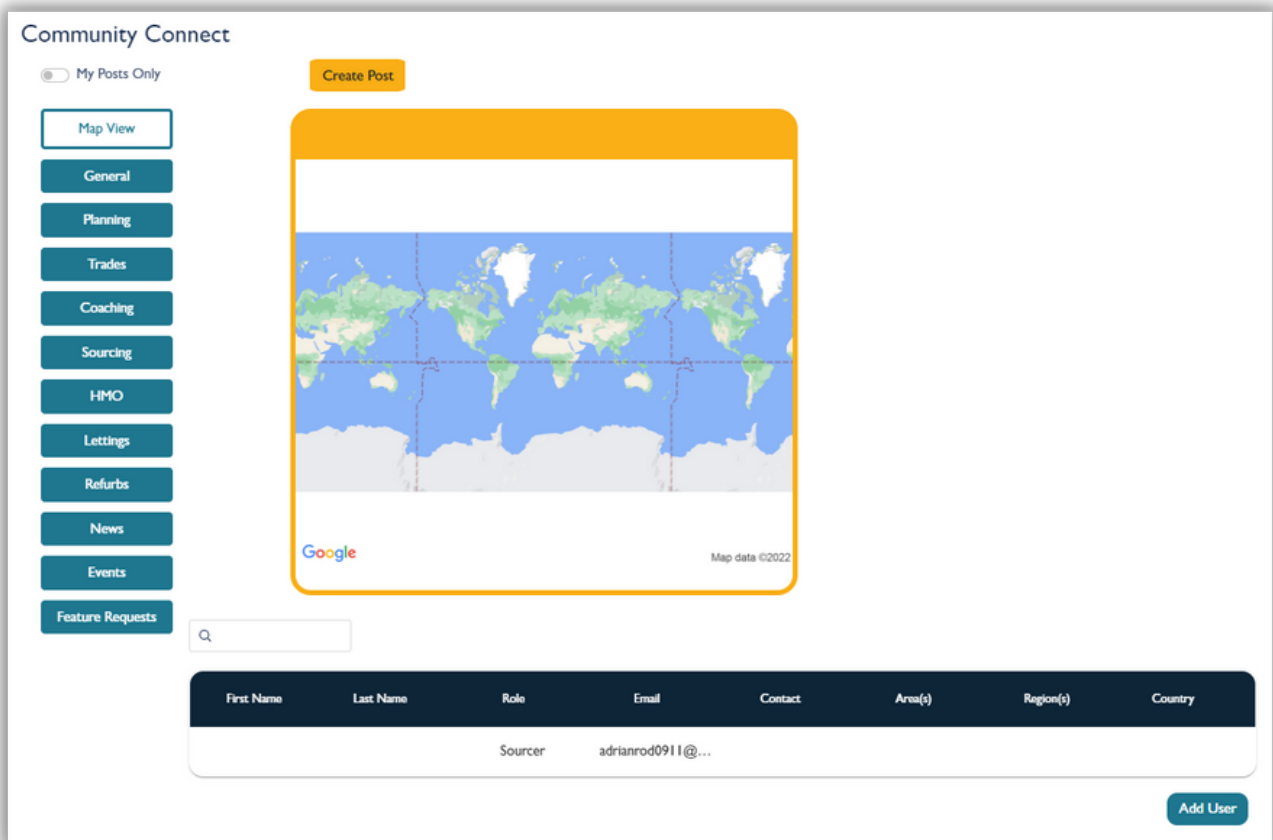 Community Connect
My Posts Only
Create Post
Map View
General
Planning
Trades
Coaching
Sourcing
HMO
Lettings
Refurbs
News
Events
Feature Requests
Google
Map data ©2022
First Name Last Name Role Email Contact Area(s) Region(s) Country
Sourcer adrianrod0911@...
Add User